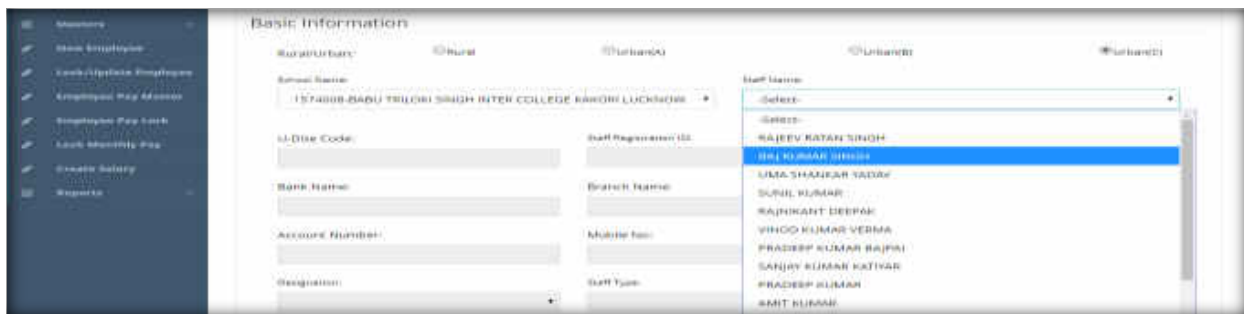 Masters
New Employee
Lock/Update Employee
Employee Pay Master
Employee Pay Lock
Lock Monthly Pay
Create Salary
Reports
Basic Information
Rural/Urban:
Rural
Urban(A)
Urban(B)
Urban(C)
School Name:
Staff Name:
1574008-BABU TRILOKI SINGH INTER COLLEGE KAKORI LUCKNOW
-Select-
-Select-
RAJEEV RATAN SINGH
RAJ KUMAR SINGH
UMA SHANKAR YADAV
SUNIL KUMAR
RAJNIKANT DEEPAK
VINOD KUMAR VERMA
PRADEEP KUMAR BAJPAI
SANJAY KUMAR KATIYAR
PRADEEP KUMAR
AMIT KUMAR
U-Dise Code:
Staff Registration ID:
Bank Name:
Branch Name:
Account Number:
Mobile No:
Designation:
Staff Type: